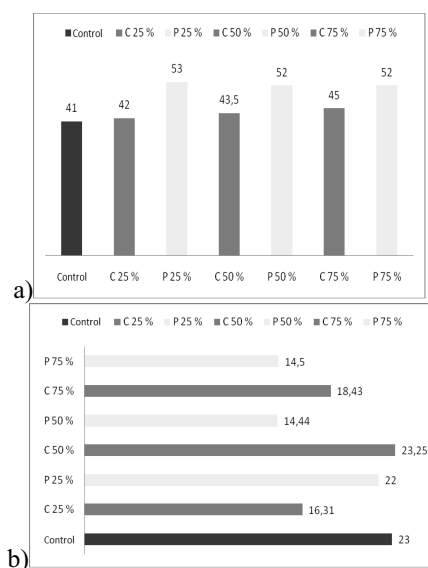 Control C 25 % P 25 % C 50 % P 50 % C 75 % P 75 %
41 42 53 43,5 52 45 52
Control C 25 % P 25 % C 50 % P 50 % C 75 % P 75 %
a)
Control C 25 % P 25 % C 50 % P 50 % C 75 % P 75 %
P 75 % 14,5
C 75 % 18,43
P 50 % 14,44
C 50 % 23,25
P 25 % 22
C 25 % 16,31
Control 23
b)